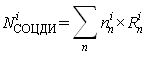 N^i_СОЦДИ = ∑_n n^i_n × R^i_n